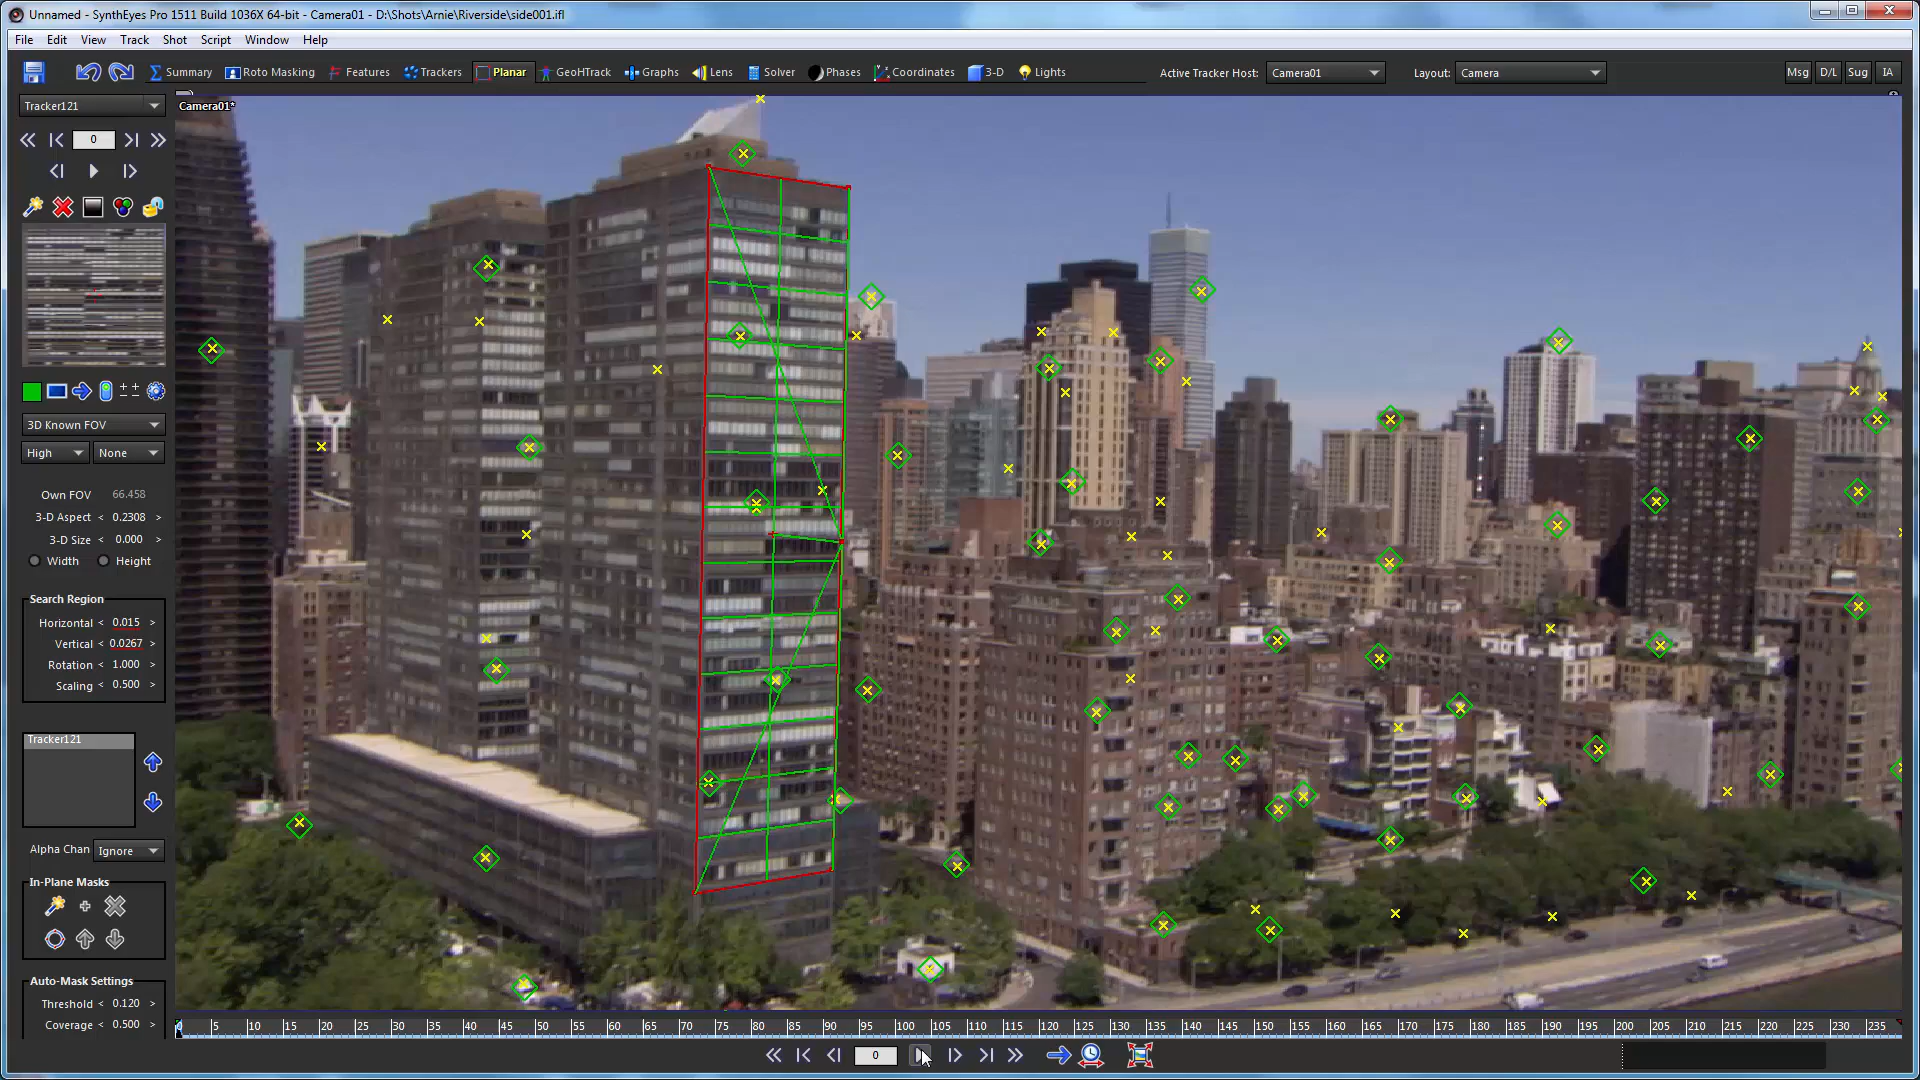 Unnamed - SynthEyes Pro 1511 Build 1036X 64-bit - Camera01 - D:\Shots\Arnie\Riverside\side001.ifl
File Edit View Track Shot Script Window Help
Summary Roto Masking Features Trackers Planar GeoHTrack Graphs Lens Solver Phases Coordinates 3-D Lights Active Tracker Host: Camera01 Layout: Camera Msg D/L Sug IA
Tracker121
Camera01*
0
3D Known FOV
High None
Own FOV 66.458
3-D Aspect < 0.2308 >
3-D Size < 0.000 >
Width Height
Search Region
Horizontal < 0.015 >
Vertical < 0.0267 >
Rotation < 1.000 >
Scaling < 0.500 >
Tracker121
Alpha Chan Ignore
In-Plane Masks
Auto-Mask Settings
Threshold < 0.120 >
Coverage < 0.500 >
0 5 10 15 20 25 30 35 40 45 50 55 60 65 70 75 80 85 90 95 100 105 110 115 120 125 130 135 140 145 150 155 160 165 170 175 180 185 190 195 200 205 210 215 220 225 230 235
0